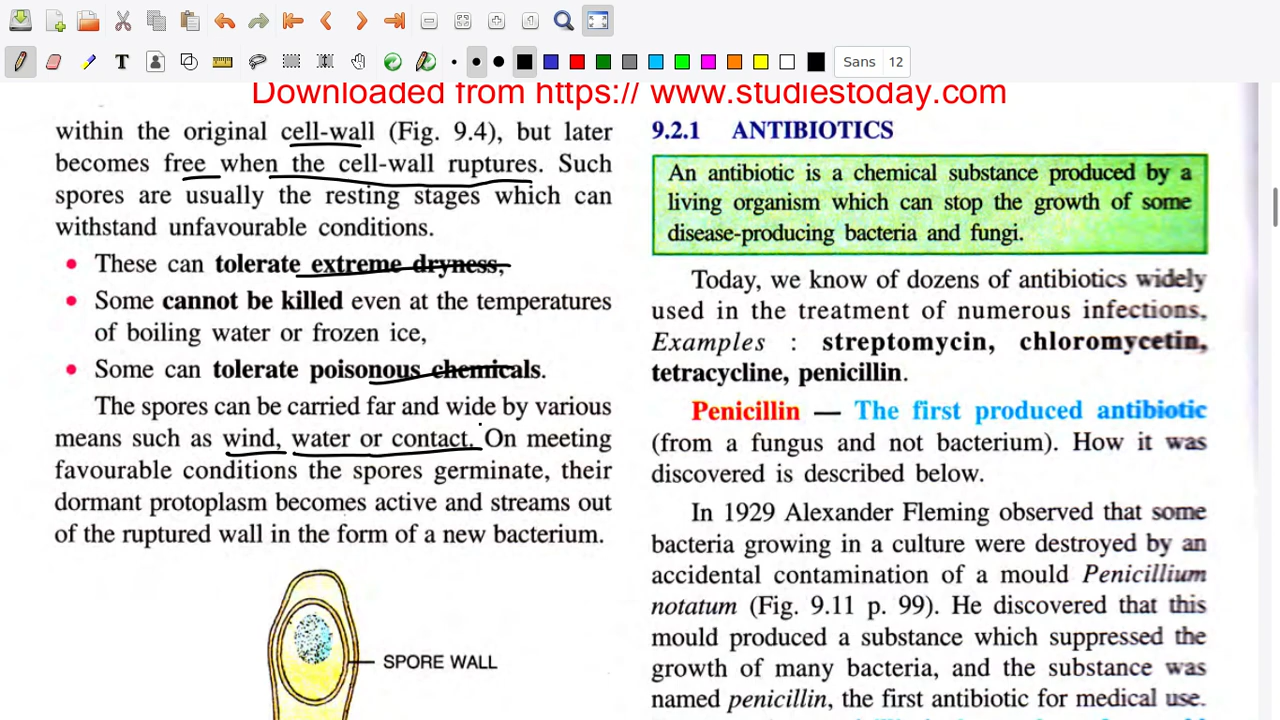 Sans 12
Downloaded from https:// www.studiestoday.com
within the original cell-wall (Fig. 9.4), but later
becomes free when the cell-wall ruptures. Such
spores are usually the resting stages which can
withstand unfavourable conditions.
• These can tolerate extreme dryness,
• Some cannot be killed even at the temperatures
of boiling water or frozen ice,
• Some can tolerate poisonous chemicals.
The spores can be carried far and wide by various
means such as wind, water or contact. On meeting
favourable conditions the spores germinate, their
dormant protoplasm becomes active and streams out
of the ruptured wall in the form of a new bacterium.
SPORE WALL
9.2.1 ANTIBIOTICS
An antibiotic is a chemical substance produced by a
living organism which can stop the growth of some
disease-producing bacteria and fungi.
Today, we know of dozens of antibiotics widely
used in the treatment of numerous infections.
Examples : streptomycin, chloromycetin,
tetracycline, penicillin.
Penicillin — The first produced antibiotic
(from a fungus and not bacterium). How it was
discovered is described below.
In 1929 Alexander Fleming observed that some
bacteria growing in a culture were destroyed by an
accidental contamination of a mould Penicillium
notatum (Fig. 9.11 p. 99). He discovered that this
mould produced a substance which suppressed the
growth of many bacteria, and the substance was
named penicillin, the first antibiotic for medical use.